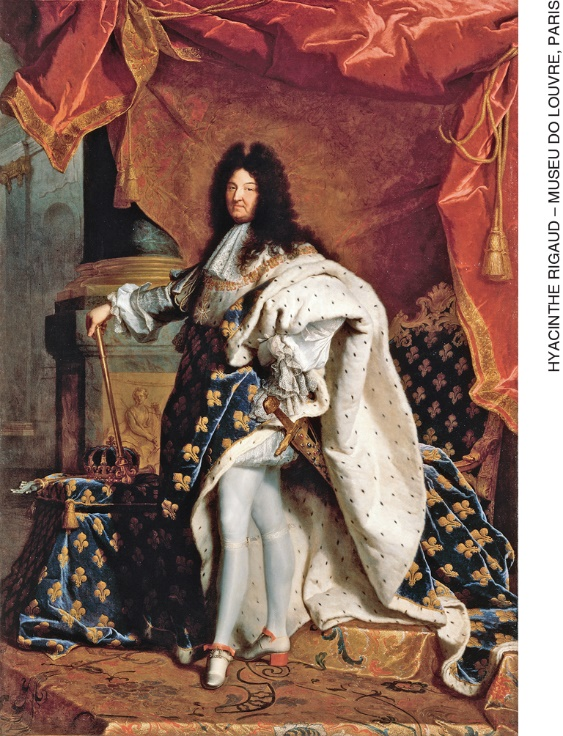 HYACINTHE RIGAUD – MUSEU DO LOUVRE, PARIS